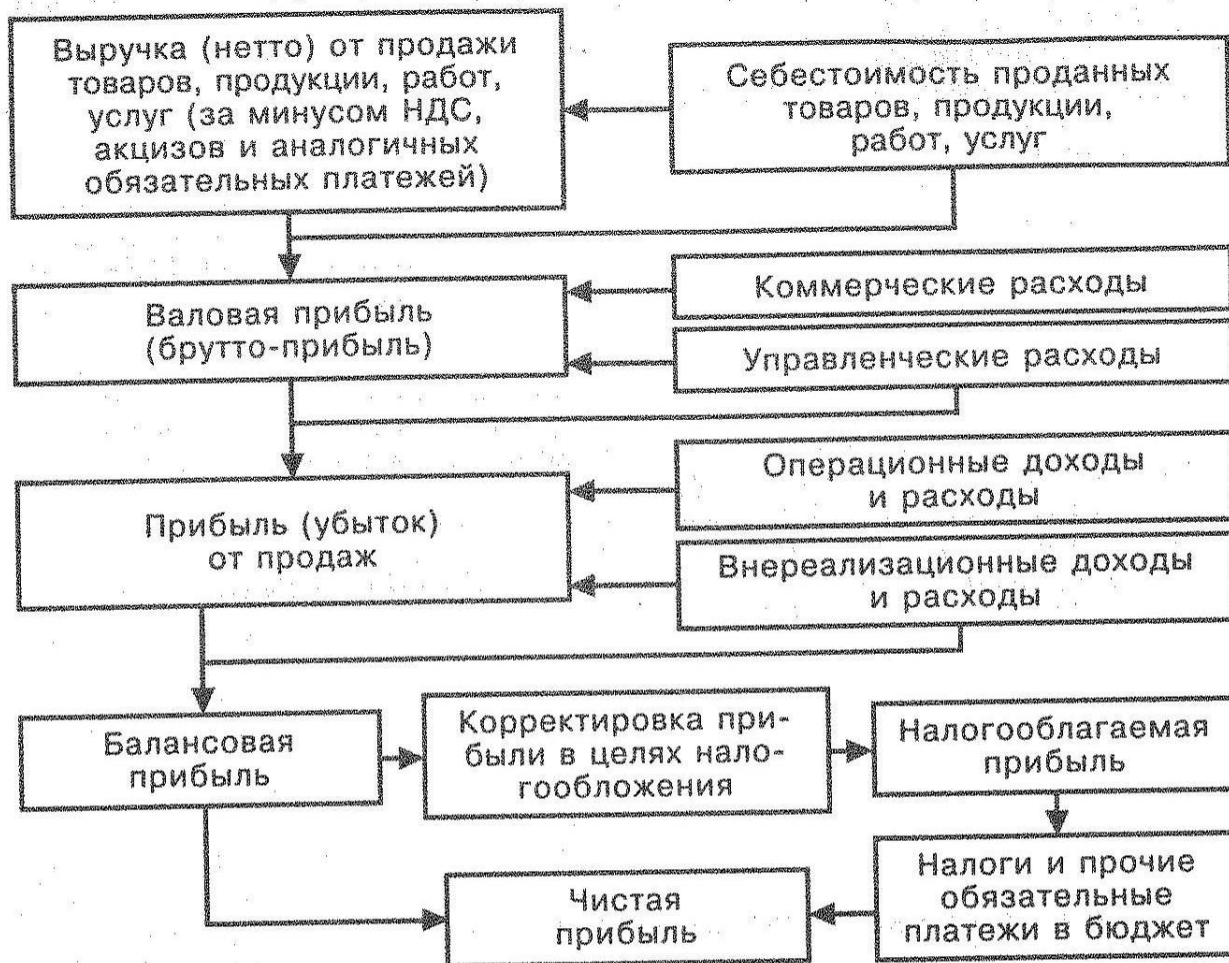 Выручка (нетто) от продажи
товаров, продукции, работ,
услуг (за минусом НДС,
акцизов и аналогичных
обязательных платежей)
Себестоимость проданных
товаров, продукции,
работ, услуг
Валовая прибыль
(брутто-прибыль)
Коммерческие расходы
Управленческие расходы
Прибыль (убыток)
от продаж
Операционные доходы
и расходы
Внереализационные доходы
и расходы
Балансовая
прибыль
Корректировка при-
были в целях нало-
гообложения
Налогооблагаемая
прибыль
Чистая
прибыль
Налоги и прочие
обязательные
платежи в бюджет